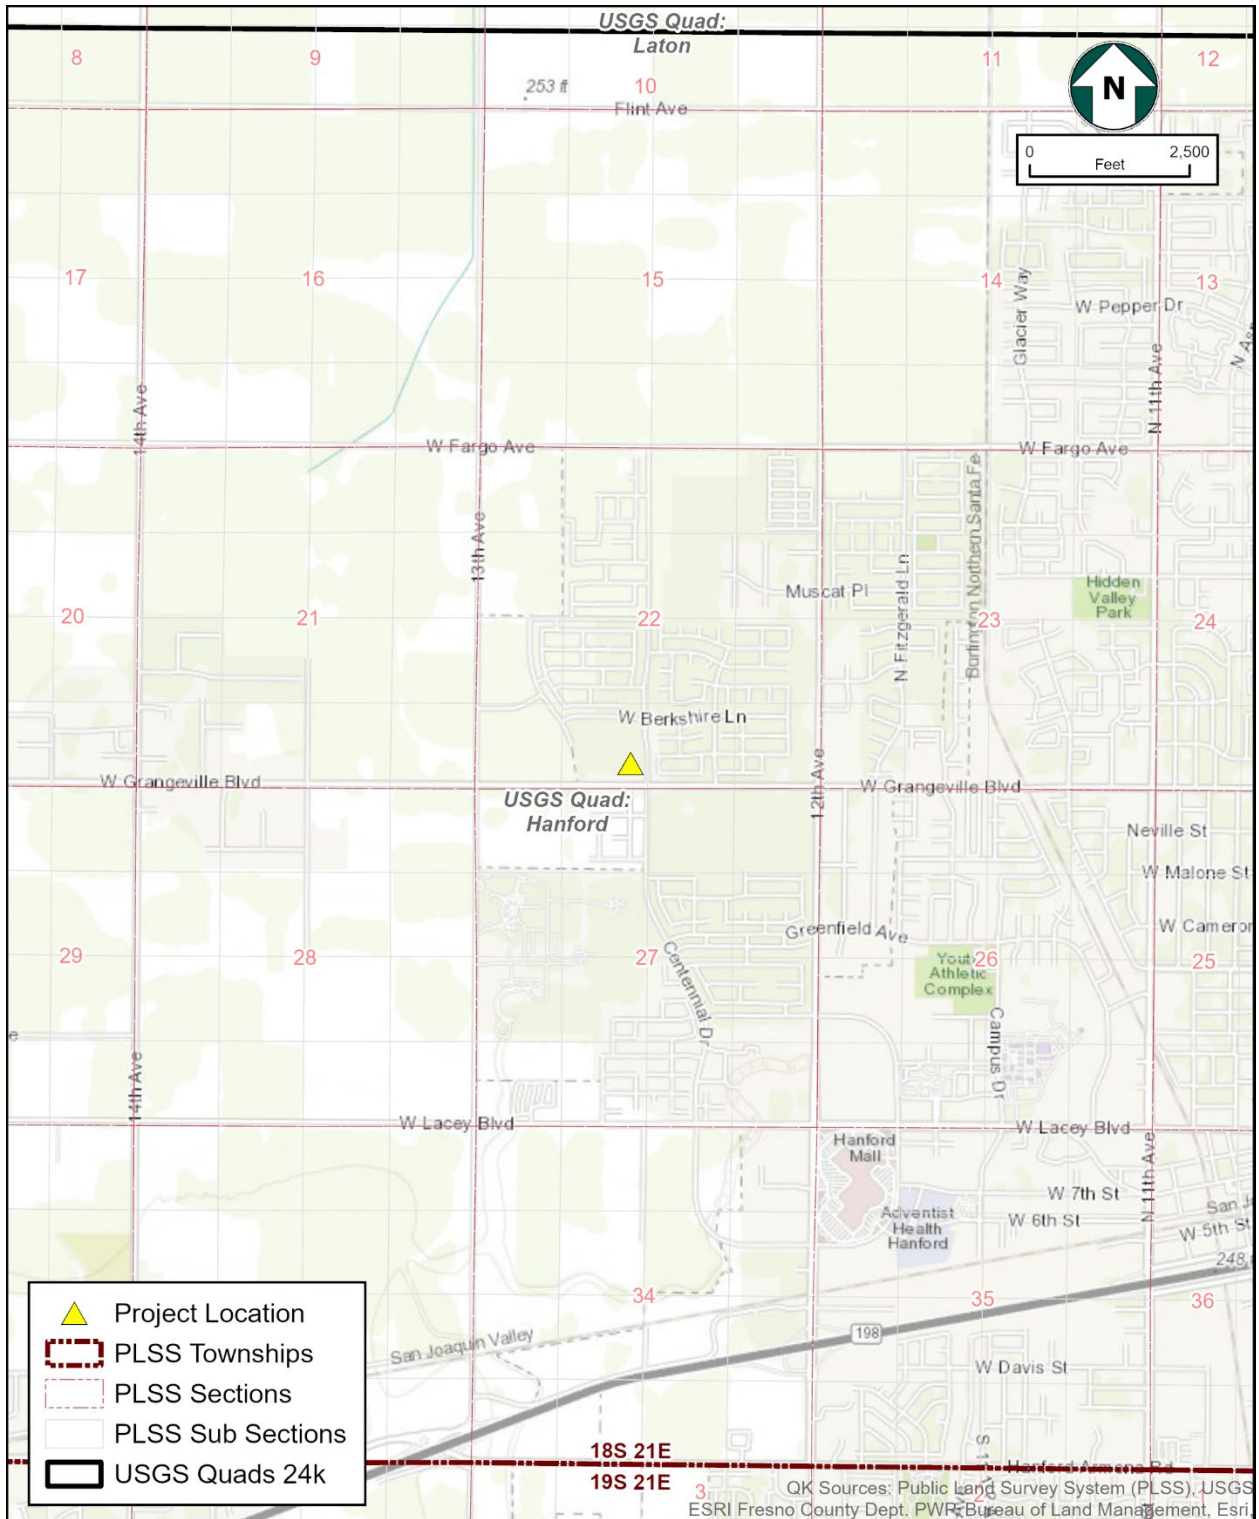 USGS Quad:
Laton
8
9
10
11
12
253 ft
Flint Ave
N
0
2,500
Feet
17
16
15
14
13
Glacier Way
W Pepper Dr
N 11th Ave
14th Ave
W Fargo Ave
W Fargo Ave
13th Ave
Burlington Northern Santa Fe
N Fitzgerald Ln
Muscat Pl
Hidden
Valley
Park
20
21
22
23
24
W Berkshire Ln
12th Ave
W Grangeville Blvd
W Grangeville Blvd
USGS Quad:
Hanford
Neville St
W Malone St
Greenfield Ave
29
28
27
26
25
Athletic
Complex
Centennial Dr
Campus Dr
14th Ave
W Lacey Blvd
W Lacey Blvd
Hanford
Mall
N 11th Ave
W 7th St
W 6th St
W 5th St
Adventist
Health
Hanford
34
35
36
198
San Joaquin Valley
W Davis St
Project Location
PLSS Townships
PLSS Sections
PLSS Sub Sections
USGS Quads 24k
18S 21E
19S 21E
3
Hanford Armona Rd
QK Sources: Public Land Survey System (PLSS), USGS
ESRI Fresno County Dept. PWP, Bureau of Land Management, Esri,